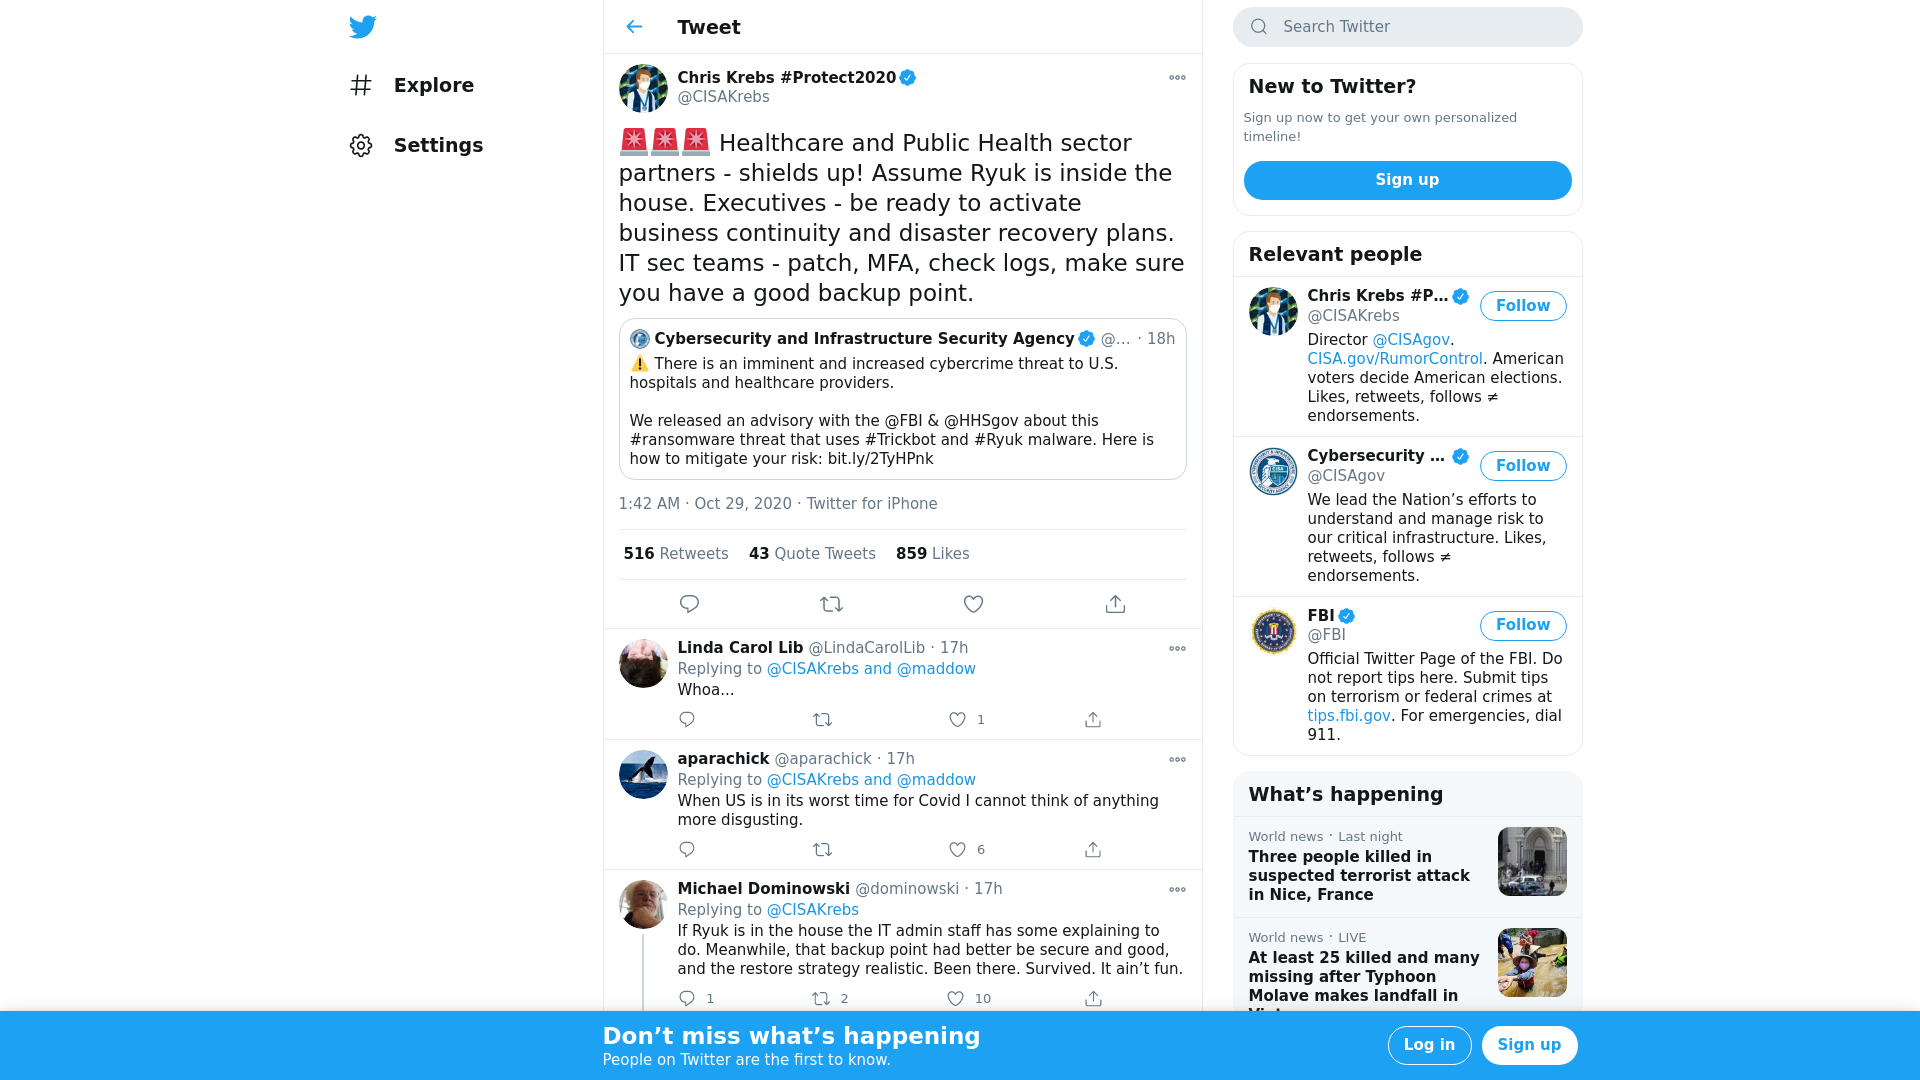 Explore
Settings
Tweet
Chris Krebs #Protect2020
@CISAKrebs
🚨🚨🚨 Healthcare and Public Health sector
partners - shields up! Assume Ryuk is inside the
house. Executives - be ready to activate
business continuity and disaster recovery plans.
IT sec teams - patch, MFA, check logs, make sure
you have a good backup point.
Cybersecurity and Infrastructure Security Agency @… · 18h
⚠️ There is an imminent and increased cybercrime threat to U.S.
hospitals and healthcare providers.
We released an advisory with the @FBI & @HHSgov about this
#ransomware threat that uses #Trickbot and #Ryuk malware. Here is
how to mitigate your risk: bit.ly/2TyHPnk
1:42 AM · Oct 29, 2020 · Twitter for iPhone
516 Retweets 43 Quote Tweets 859 Likes
Linda Carol Lib @LindaCarolLib · 17h
Replying to @CISAKrebs and @maddow
Whoa...
1
aparachick @aparachick · 17h
Replying to @CISAKrebs and @maddow
When US is in its worst time for Covid I cannot think of anything
more disgusting.
6
Michael Dominowski @dominowski · 17h
Replying to @CISAKrebs
If Ryuk is in the house the IT admin staff has some explaining to
do. Meanwhile, that backup point had better be secure and good,
and the restore strategy realistic. Been there. Survived. It ain’t fun.
1 2 10
Search Twitter
New to Twitter?
Sign up now to get your own personalized
timeline!
Sign up
Relevant people
Chris Krebs #P…
@CISAKrebs
Follow
Director @CISAgov.
CISA.gov/RumorControl. American
voters decide American elections.
Likes, retweets, follows ≠
endorsements.
Cybersecurity …
@CISAgov
Follow
We lead the Nation’s efforts to
understand and manage risk to
our critical infrastructure. Likes,
retweets, follows ≠
endorsements.
FBI
@FBI
Follow
Official Twitter Page of the FBI. Do
not report tips here. Submit tips
on terrorism or federal crimes at
tips.fbi.gov. For emergencies, dial
911.
What’s happening
World news · Last night
Three people killed in
suspected terrorist attack
in Nice, France
World news · LIVE
At least 25 killed and many
missing after Typhoon
Molave makes landfall in
Don’t miss what’s happening
People on Twitter are the first to know.
Log in
Sign up